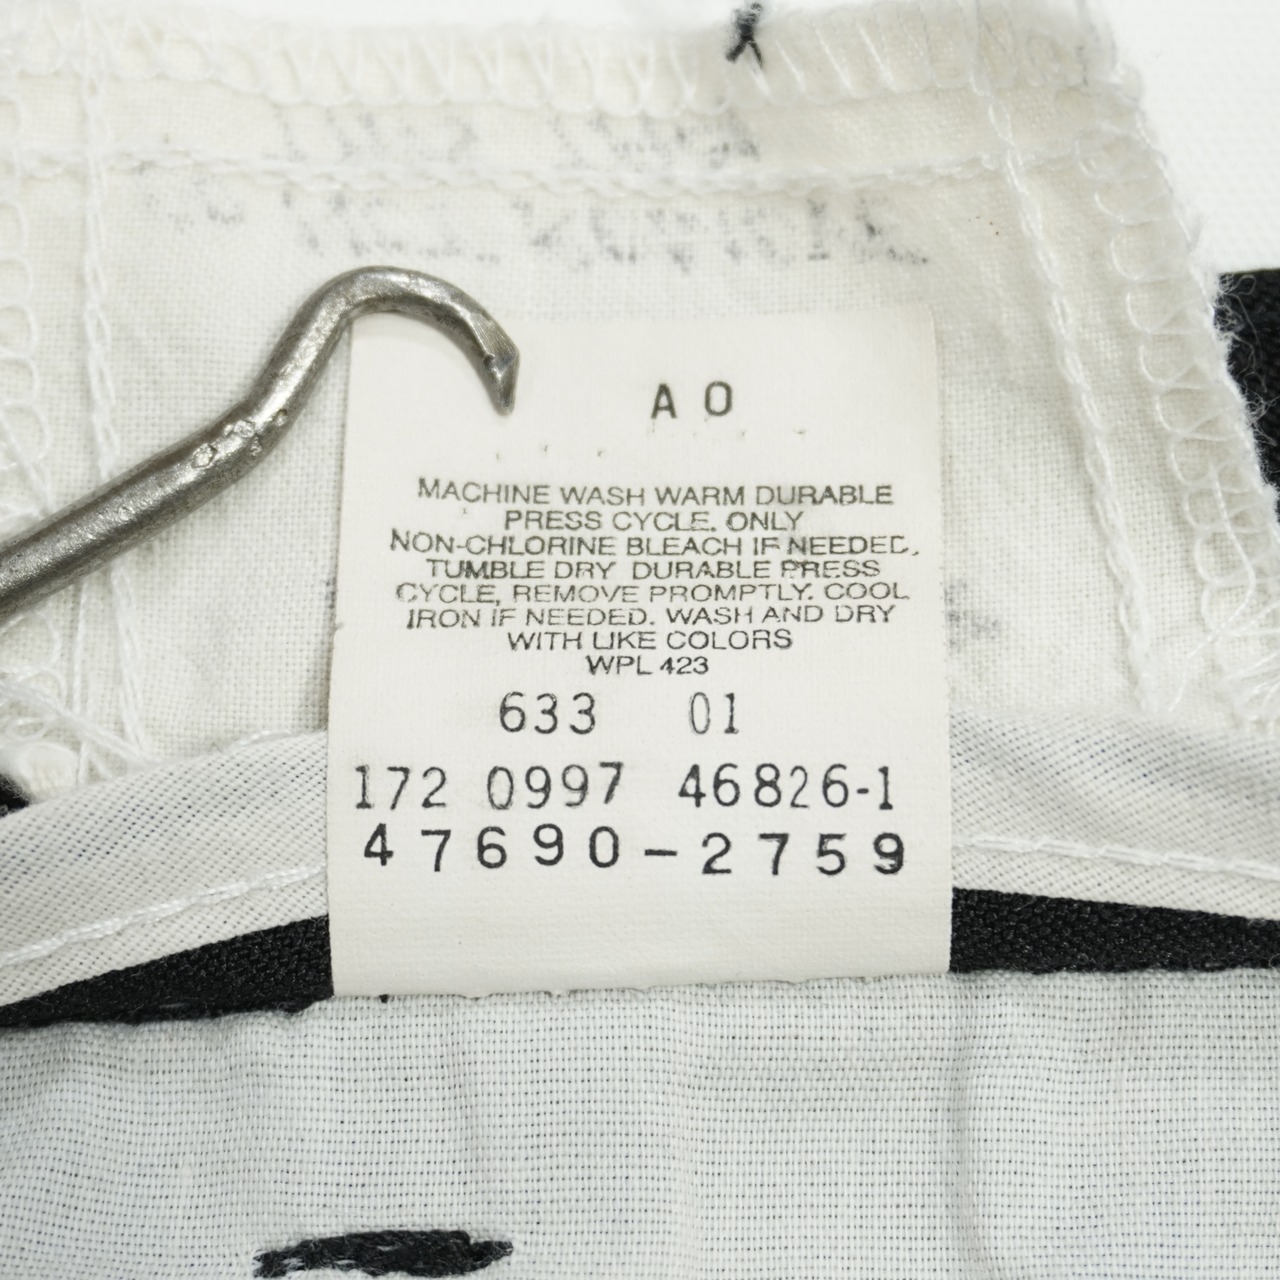 A O
MACHINE WASH WARM DURABLE
PRESS CYCLE. ONLY
NON-CHLORINE BLEACH IF NEEDED,
TUMBLE DRY DURABLE PRESS
CYCLE, REMOVE PROMPTLY. COOL
IRON IF NEEDED. WASH AND DRY
WITH LIKE COLORS
WPL 423
633 01
172 0997 46826-1
47690-2759